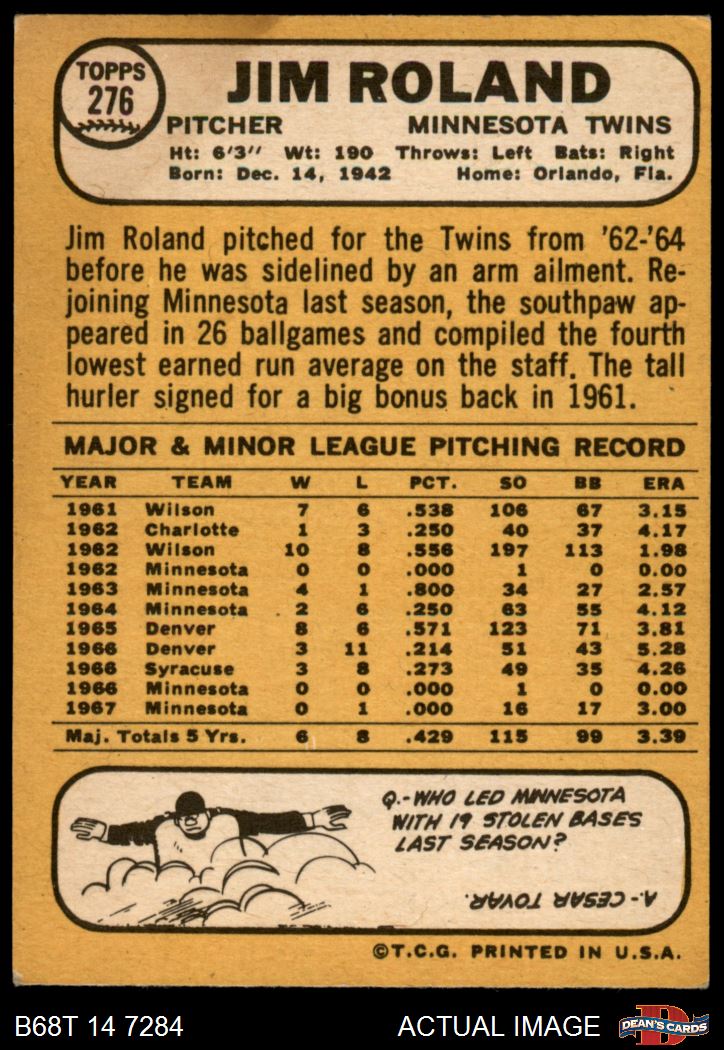 TOPPS
276
JIM ROLAND
PITCHER MINNESOTA TWINS
Ht: 6'3" Wt: 190 Throws: Left Bats: Right
Born: Dec. 14, 1942 Home: Orlando, Fla.
Jim Roland pitched for the Twins from '62-'64
before he was sidelined by an arm ailment. Re-
joining Minnesota last season, the southpaw ap-
peared in 26 ballgames and compiled the fourth
lowest earned run average on the staff. The tall
hurler signed for a big bonus back in 1961.
MAJOR & MINOR LEAGUE PITCHING RECORD
YEAR TEAM W L PCT. SO BB ERA
1961 Wilson 7 6 .538 106 67 3.15
1962 Charlotte 1 3 .250 40 37 4.17
1962 Wilson 10 8 .556 197 113 1.98
1962 Minnesota 0 0 .000 1 0 0.00
1963 Minnesota 4 1 .800 34 27 2.57
1964 Minnesota 2 6 .250 63 55 4.12
1965 Denver 8 6 .571 123 71 3.81
1966 Denver 3 11 .214 51 43 5.28
1966 Syracuse 3 8 .273 49 35 4.26
1966 Minnesota 0 0 .000 1 0 0.00
1967 Minnesota 0 1 .000 16 17 3.00
Maj. Totals 5 Yrs. 6 8 .429 115 99 3.39
Q.-WHO LED MINNESOTA
WITH 19 STOLEN BASES
LAST SEASON?
A.-CESAR TOVAR.
©T.C.G. PRINTED IN U.S.A.
B68T 14 7284 ACTUAL IMAGE
D
DEAN'S CARDS